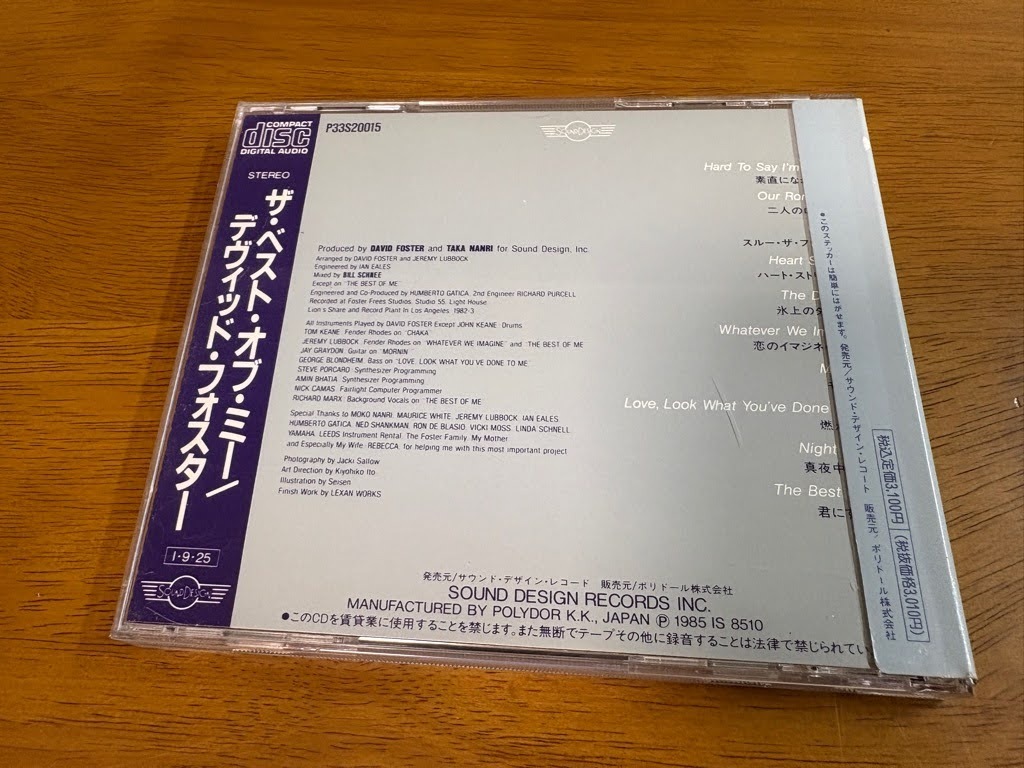 COMPACT
disc
DIGITAL AUDIO
STEREO
ザ・ベスト・オブ・ミー/
デヴィッド・フォスター
I・9・25
SOUND DESIGN
P33S20015
SOUND DESIGN
Hard To Say I'm
素直にな
Our Ro
二人の
スルー・ザ・フ
Heart S
ハート・スト
The D
氷上の
Whatever We I
恋のイマジネ
M
Love, Look What You've Done
燃
Night
真夜中
The Best
君に
Produced by DAVID FOSTER and TAKA NANRI for Sound Design, Inc.
Arranged by DAVID FOSTER and JEREMY LUBBOCK
Engineered by IAN EALES
Mixed by BILL SCHNEE
Except on "THE BEST OF ME"
Engineered and Co-Produced by HUMBERTO GATICA, 2nd Engineer RICHARD PURCELL
Recorded at Foster Frees Studios, Studio 55, Light House
Lion's Share and Record Plant In Los Angeles. 1982-3
All Instruments Played by DAVID FOSTER Except JOHN KEANE: Drums
TOM KEANE: Fender Rhodes on "CHAKA"
JEREMY LUBBOCK: Fender Rhodes on "WHATEVER WE IMAGINE" and "THE BEST OF ME
JAY GRAYDON: Guitar on "MORNIN'"
GEORGE BLONDHEIM: Bass on "LOVE, LOOK WHAT YOU'VE DONE TO ME"
STEVE PORCARO: Synthesizer Programming
AMIN BHATIA: Synthesizer Programming
NICK CAMAS: Fairlight Computer Programmer
RICHARD MARX: Background Vocals on "THE BEST OF ME"
Special Thanks to MOKO NANRI, MAURICE WHITE, JEREMY LUBBOCK, IAN EALES
HUMBERTO GATICA, NED SHANKMAN, RON DE BLASIO, VICKI MOSS, LINDA SCHNELL
YAMAHA, LEEDS Instrument Rental, The Foster Family, My Mother
and Especially My Wife, REBECCA, for helping me with this most important project
Photography by Jacki Sallow
Art Direction by Kiyohiko Ito
Illustration by Seisen
Finish Work by LEXAN WORKS
発売元/サウンド・デザイン・レコード 販売元/ポリドール株式会社
SOUND DESIGN RECORDS INC.
MANUFACTURED BY POLYDOR K.K., JAPAN Ⓟ 1985 IS 8510
●このCDを賃貸業に使用することを禁じます。また無断でテープその他に録音することは法律で禁じられてい
●このステッカーは簡単にはがせます。発売元/サウンド・デザイン・レコード 販売元/ポリドール株式会社
税込定価3,100円(税抜価格3,010円)